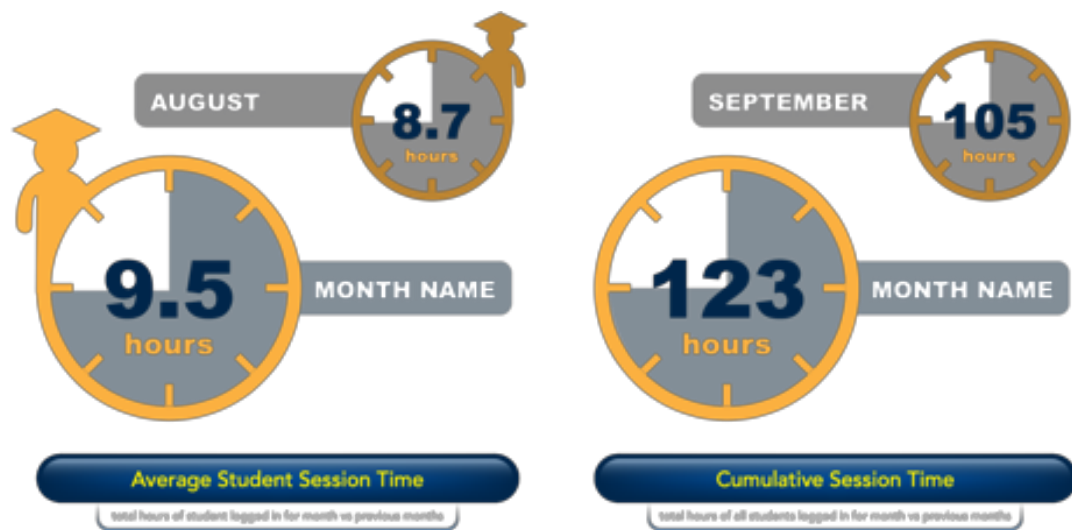 AUGUST
8.7
hours
9.5
hours
MONTH NAME
Average Student Session Time
total hours of student logged in for month vs previous months
SEPTEMBER
105
hours
123
hours
MONTH NAME
Cumulative Session Time
total hours of all students logged in for month vs previous months